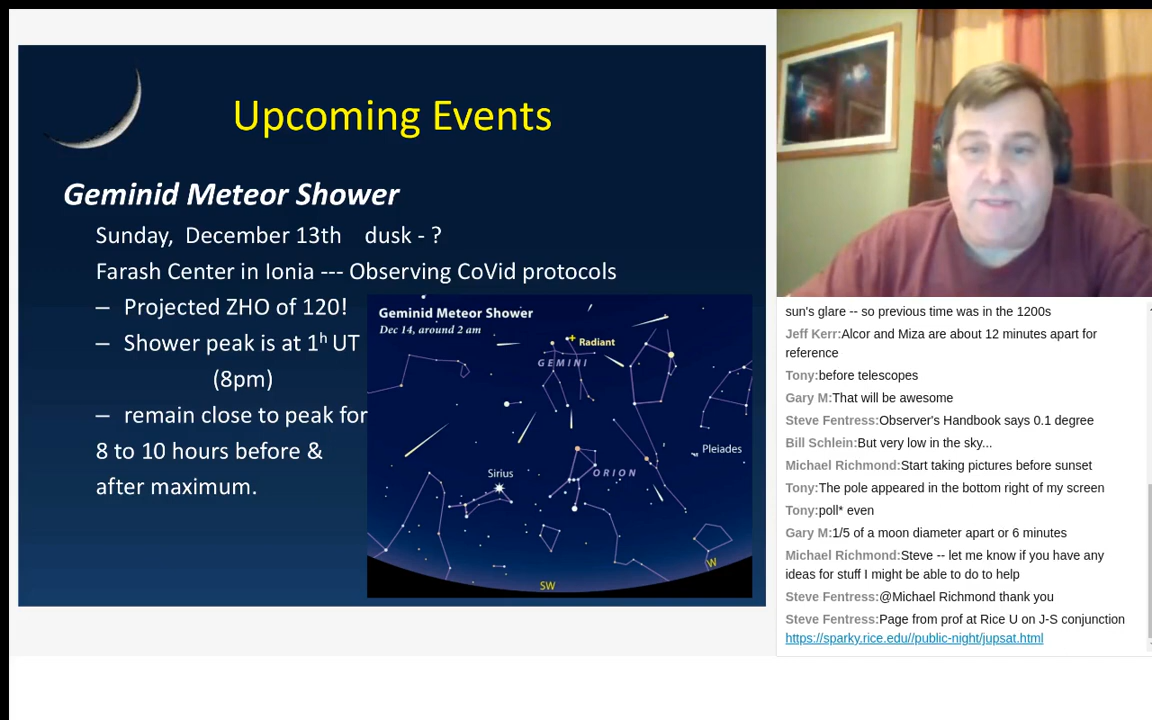 Upcoming Events
Geminid Meteor Shower
Sunday, December 13th dusk - ?
Farash Center in Ionia --- Observing CoVid protocols
– Projected ZHO of 120!
– Shower peak is at 1ʰ UT
(8pm)
– remain close to peak for
8 to 10 hours before &
after maximum.
Geminid Meteor Shower
Dec 14, around 2 am
Radiant
GEMINI
Pleiades
Sirius
ORION
W
SW
sun's glare -- so previous time was in the 1200s
Jeff Kerr:Alcor and Miza are about 12 minutes apart for
reference
Tony:before telescopes
Gary M:That will be awesome
Steve Fentress:Observer's Handbook says 0.1 degree
Bill Schlein:But very low in the sky...
Michael Richmond:Start taking pictures before sunset
Tony:The pole appeared in the bottom right of my screen
Tony:poll* even
Gary M:1/5 of a moon diameter apart or 6 minutes
Michael Richmond:Steve -- let me know if you have any
ideas for stuff I might be able to do to help
Steve Fentress:@Michael Richmond thank you
Steve Fentress:Page from prof at Rice U on J-S conjunction
https://sparky.rice.edu//public-night/jupsat.html